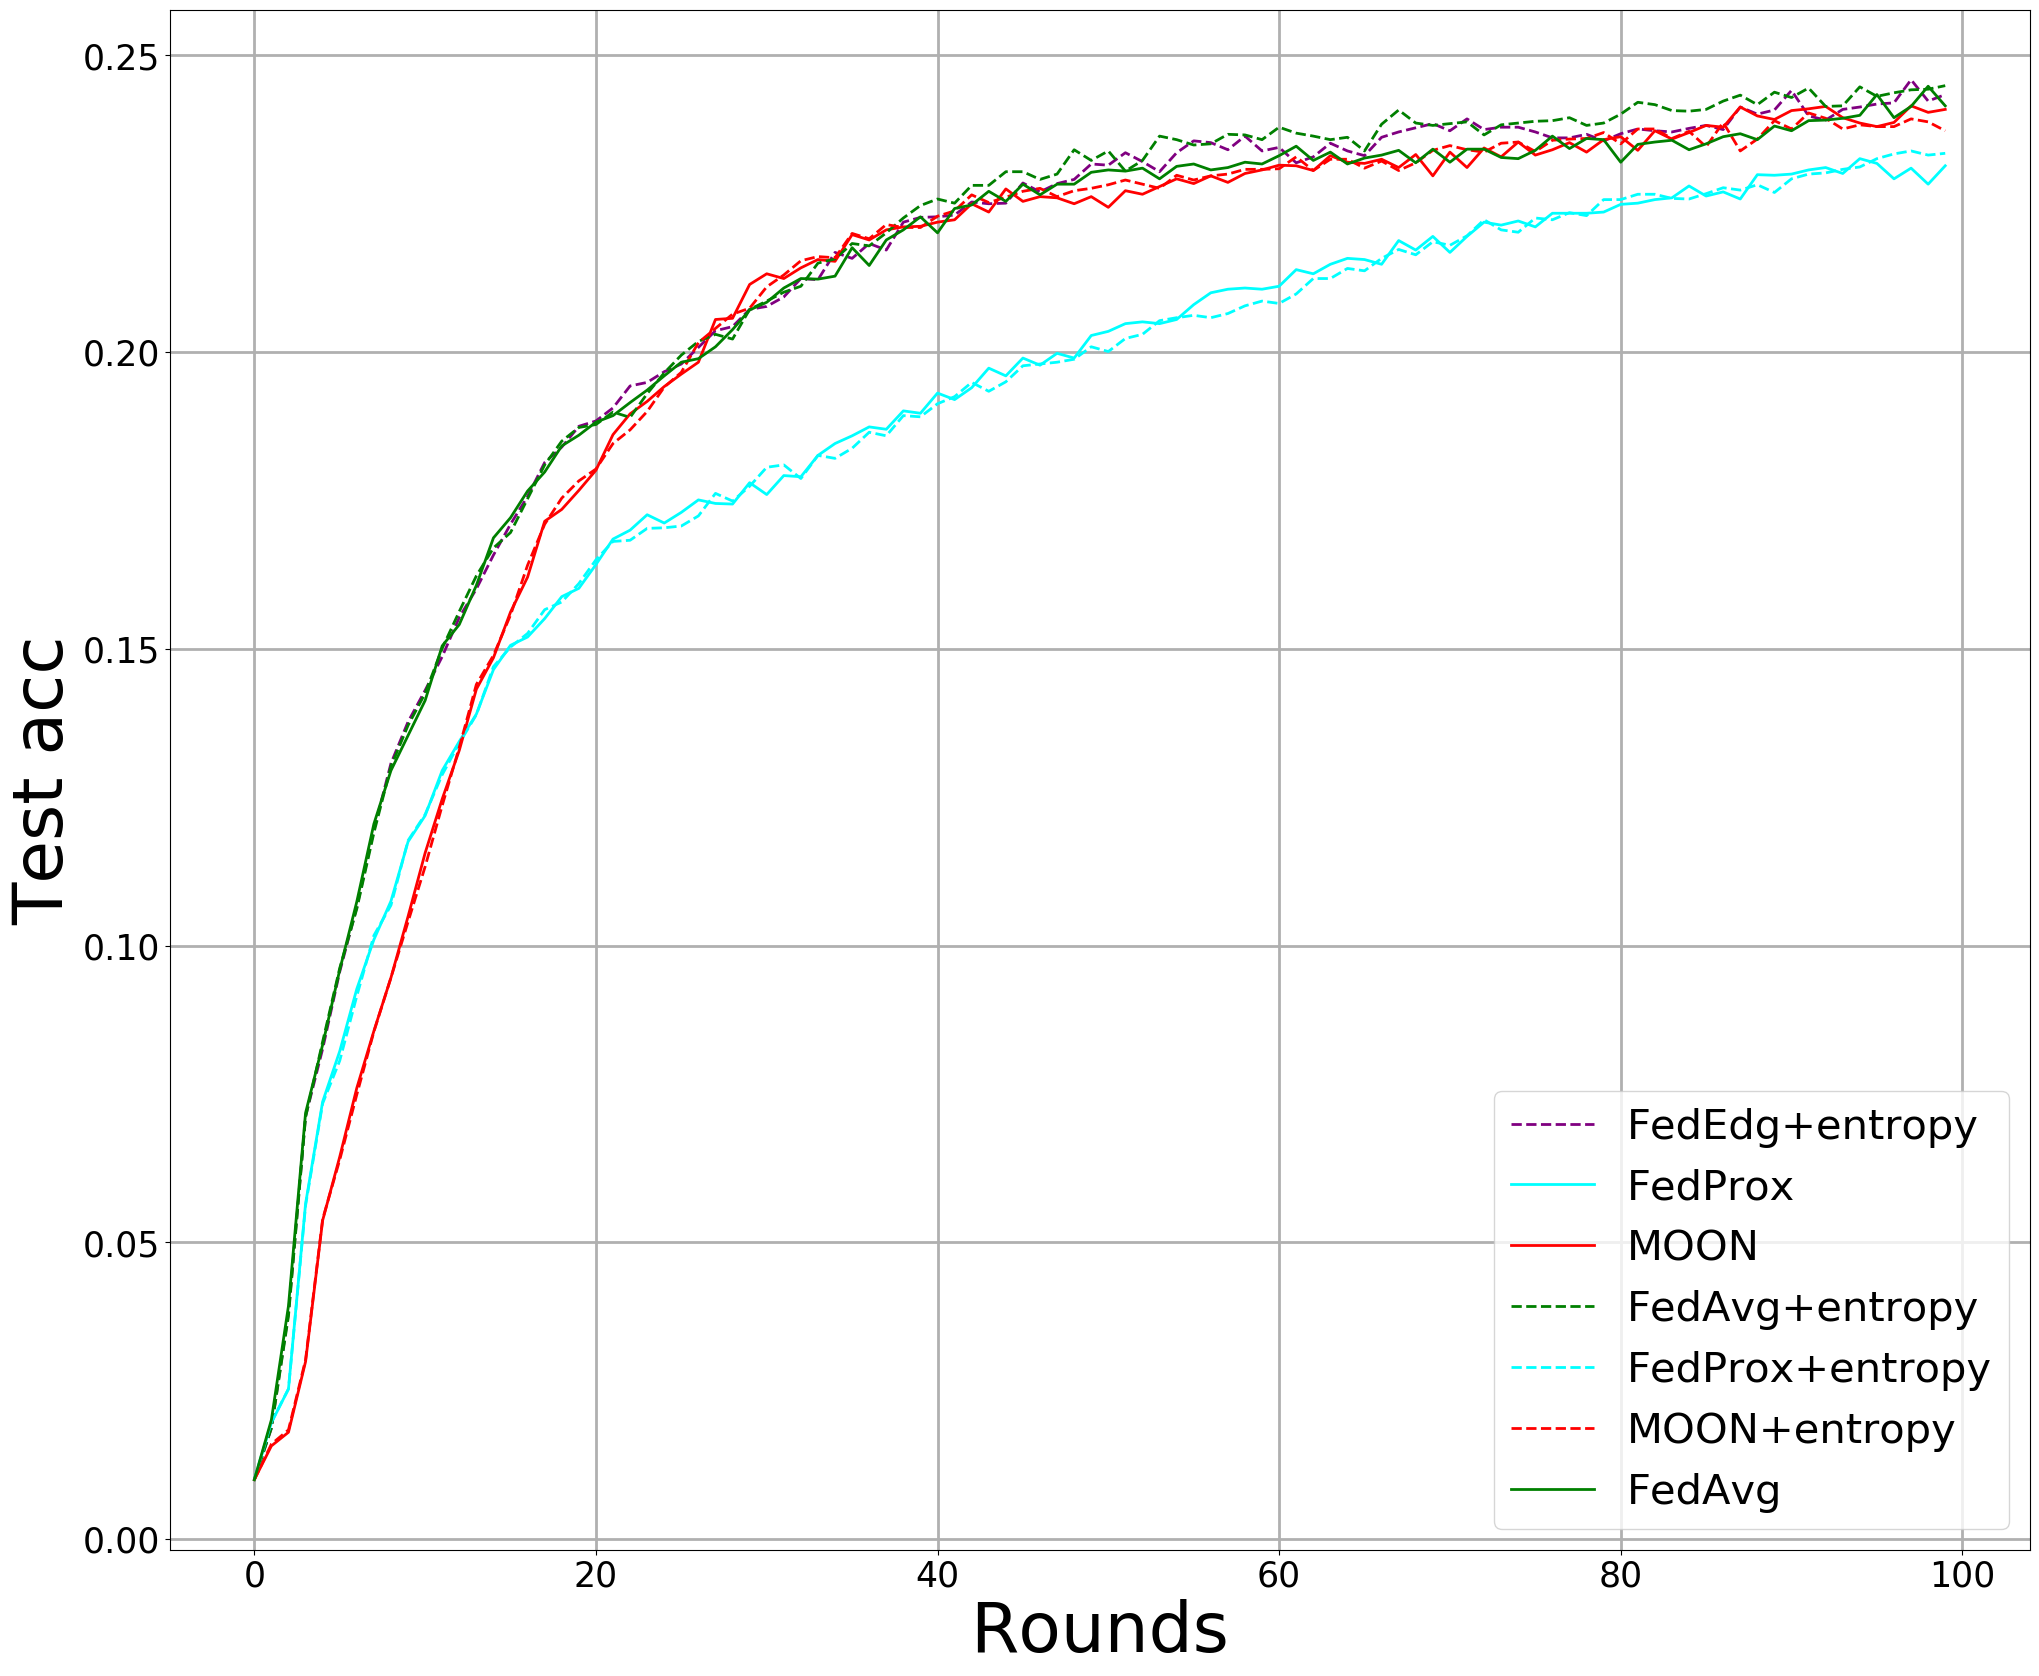 0.25
0.20
0.15
0.10
0.05
0.00
Test acc
0 20 40 60 80 100
Rounds
FedEdg+entropy
FedProx
MOON
FedAvg+entropy
FedProx+entropy
MOON+entropy
FedAvg